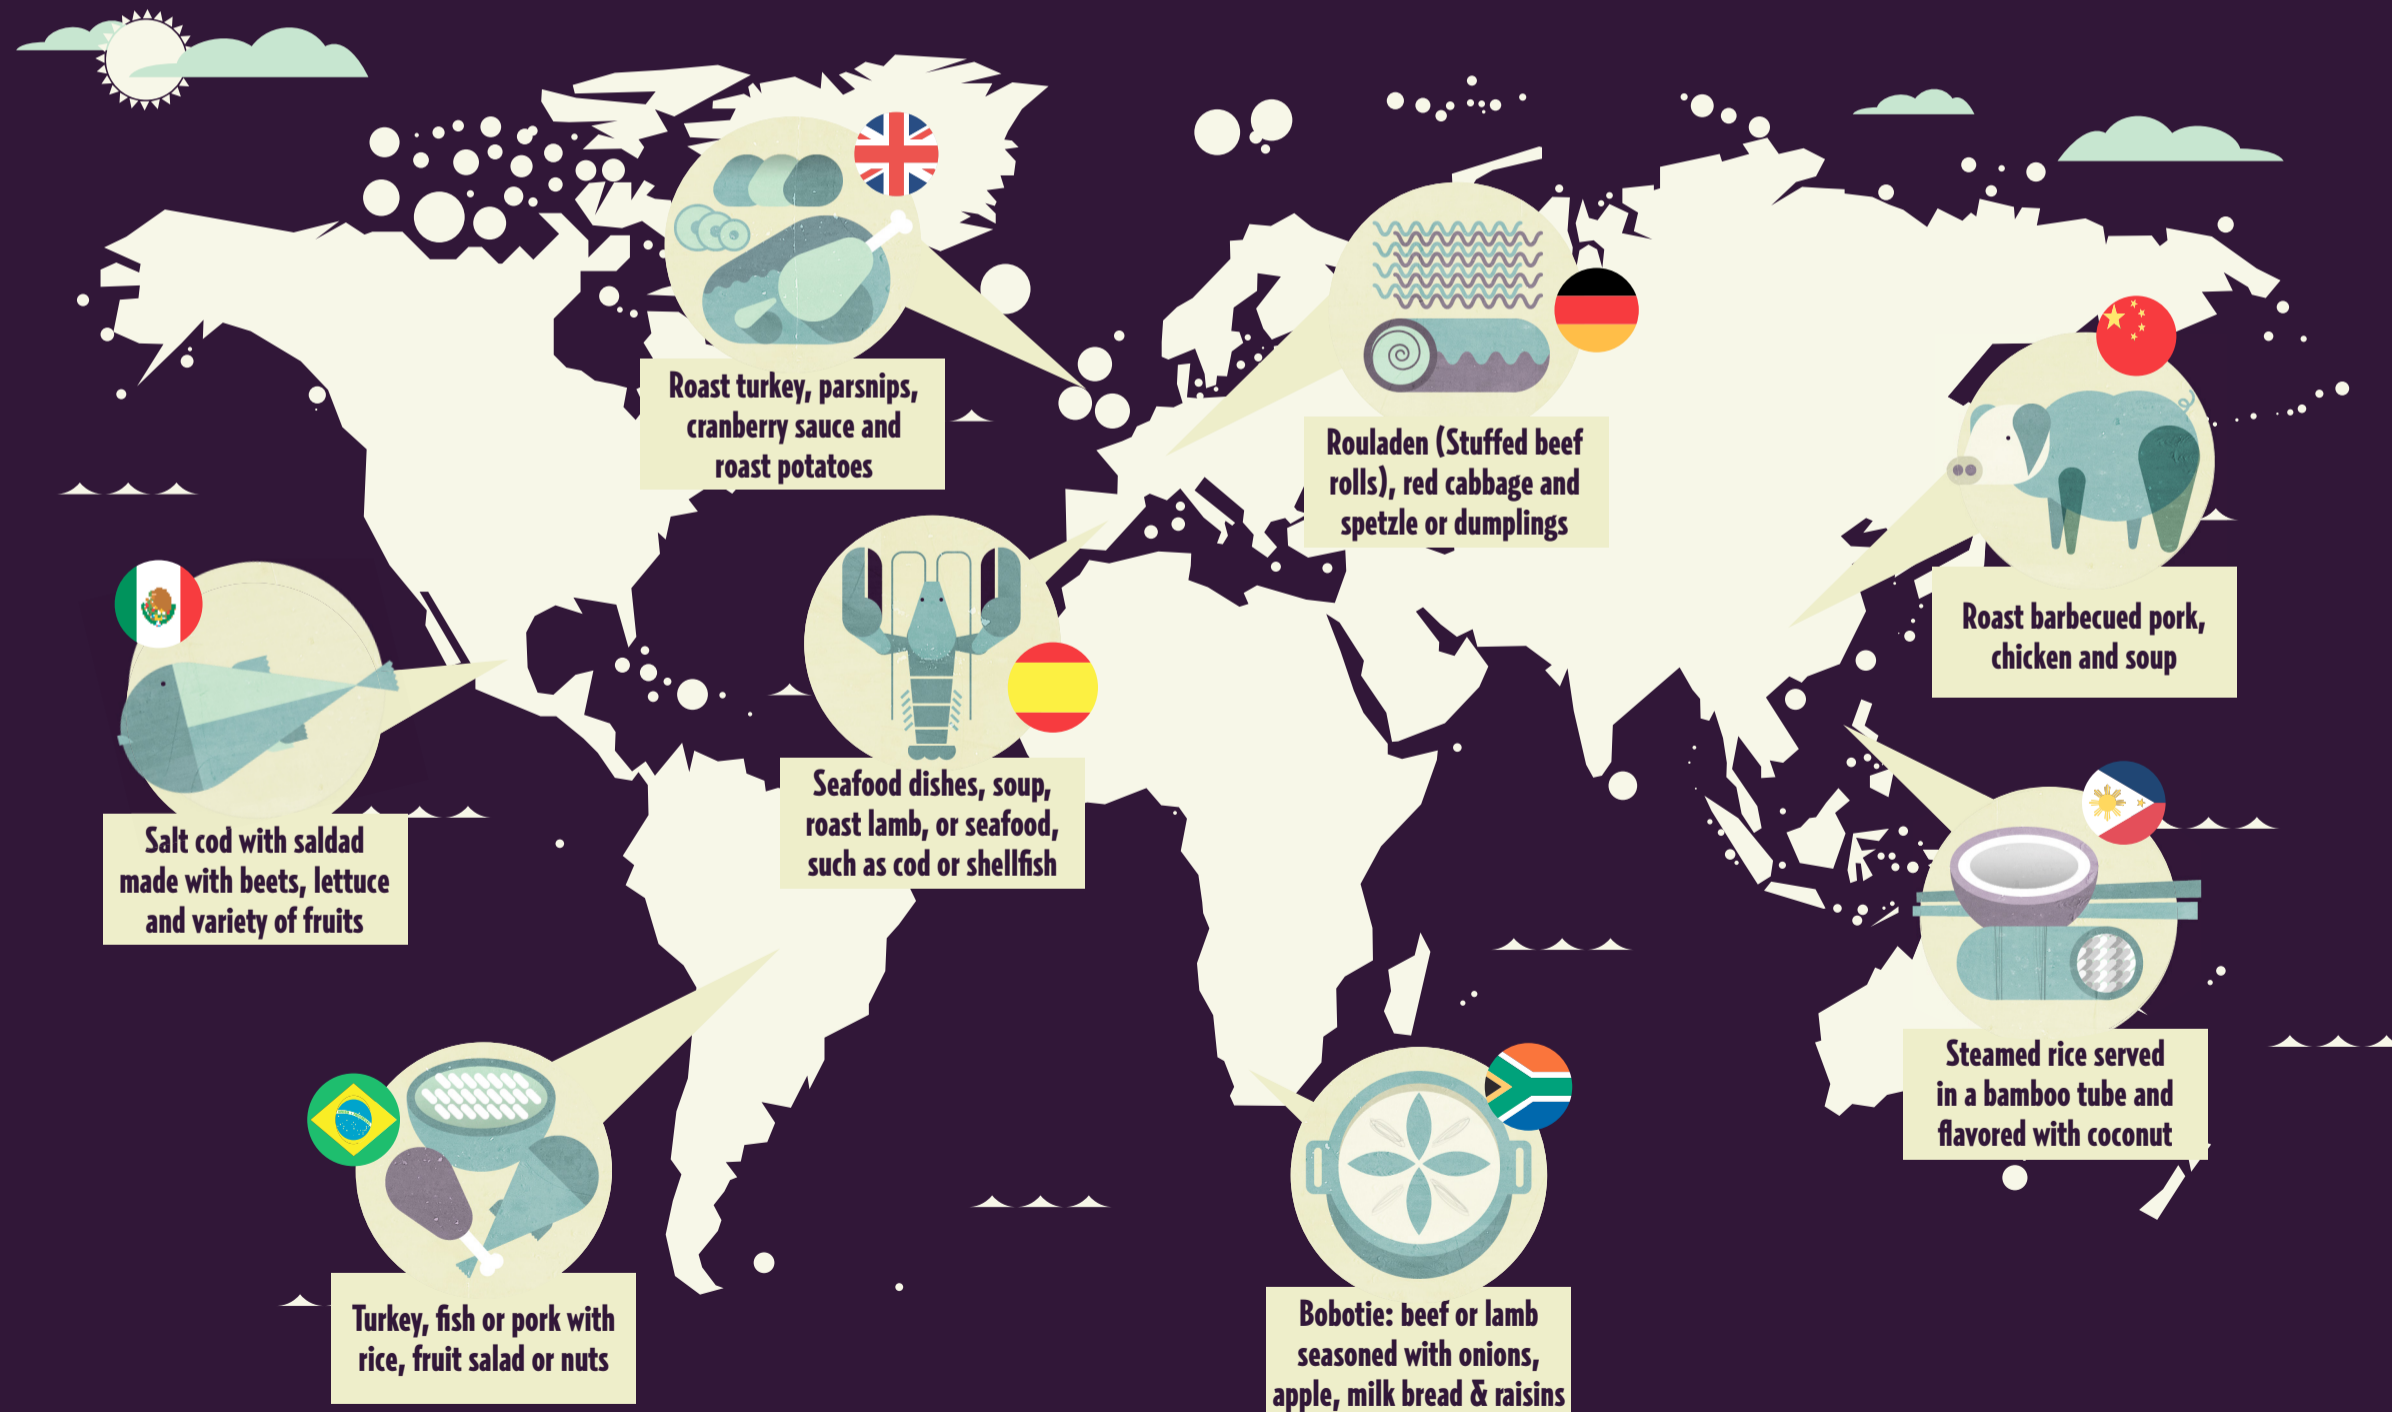 Roast turkey, parsnips,
cranberry sauce and
roast potatoes
Rouladen (Stuffed beef
rolls), red cabbage and
spetzle or dumplings
Roast barbecued pork,
chicken and soup
Seafood dishes, soup,
roast lamb, or seafood,
such as cod or shellfish
Salt cod with saldad
made with beets, lettuce
and variety of fruits
Steamed rice served
in a bamboo tube and
flavored with coconut
Turkey, fish or pork with
rice, fruit salad or nuts
Bobotie: beef or lamb
seasoned with onions,
apple, milk bread & raisins